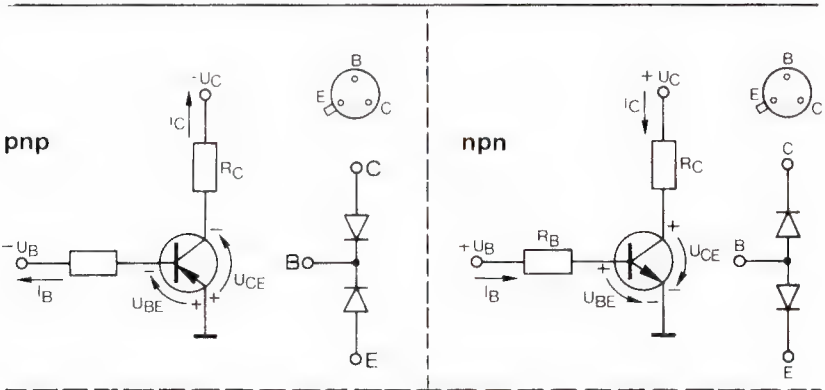 pnp
-UC
IC
RC
-UB
IB
UBE
UCE
-
-
+
+
B
E
C
C
B
E
npn
+UC
IC
RC
+UB
RB
IB
UBE
UCE
+
+
-
-
B
E
C
C
B
E